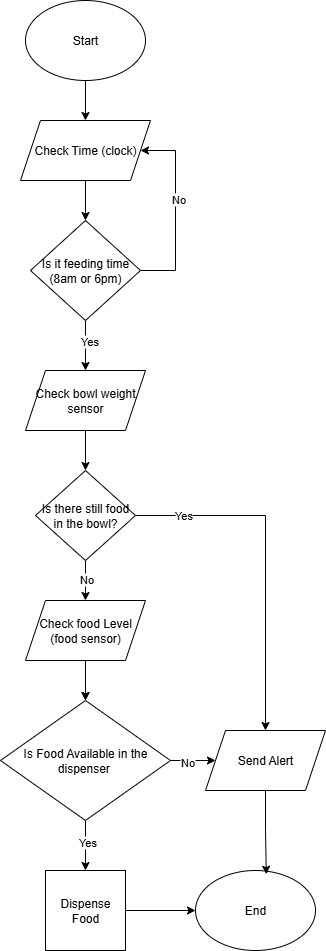 Start
Check Time (clock)
No
Is it feeding time
(8am or 6pm)
Yes
Check bowl weight
sensor
Is there still food
in the bowl?
Yes
No
Check food Level
(food sensor)
Is Food Available in the
dispenser
No
Send Alert
Yes
Dispense
Food
End